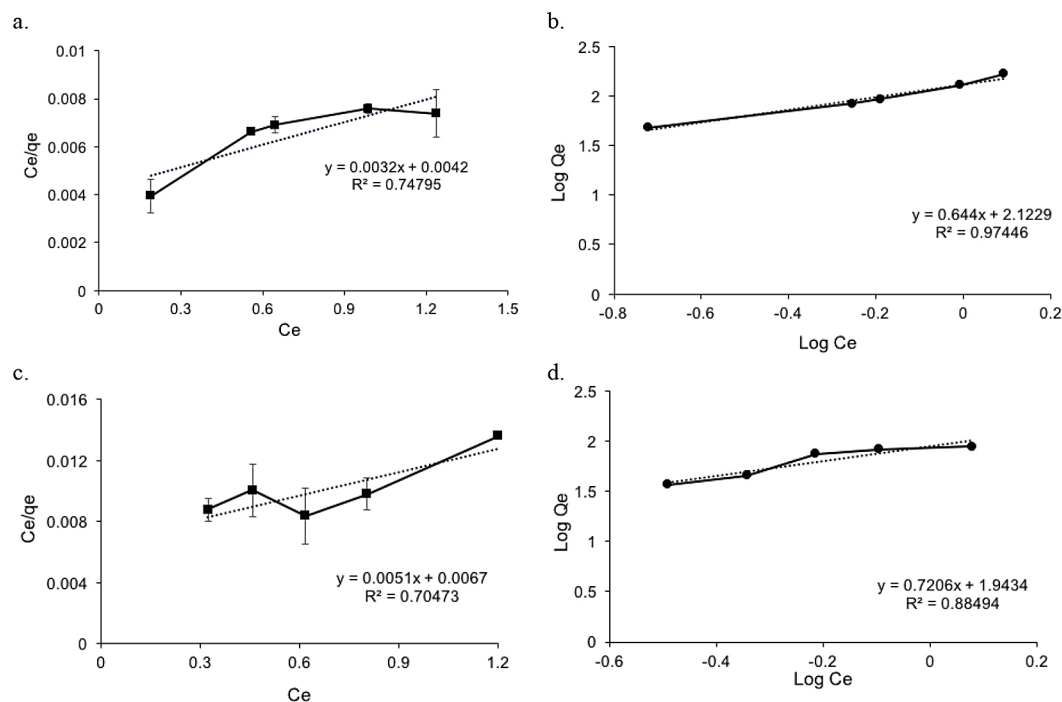 a.
0.01
0.008
0.006
0.004
0.002
0
Ce/qe
y = 0.0032x + 0.0042
R² = 0.74795
0 0.3 0.6 0.9 1.2 1.5
Ce
b.
2.5
2
1.5
1
0.5
0
Log Qe
y = 0.644x + 2.1229
R² = 0.97446
-0.8 -0.6 -0.4 -0.2 0 0.2
Log Ce
c.
0.016
0.012
0.008
0.004
0
Ce/qe
y = 0.0051x + 0.0067
R² = 0.70473
0 0.3 0.6 0.9 1.2
Ce
d.
2.5
2
1.5
1
0.5
0
Log Qe
y = 0.7206x + 1.9434
R² = 0.88494
-0.6 -0.4 -0.2 0 0.2
Log Ce